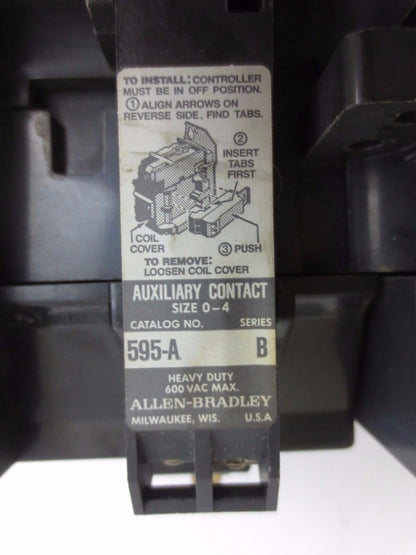 TO INSTALL: CONTROLLER
MUST BE IN OFF POSITION.
① ALIGN ARROWS ON
REVERSE SIDE, FIND TABS.
②
INSERT
TABS
FIRST
COIL
COVER
③ PUSH
TO REMOVE:
LOOSEN COIL COVER
AUXILIARY CONTACT
SIZE 0-4
CATALOG NO. SERIES
595-A B
HEAVY DUTY
600 VAC MAX.
ALLEN-BRADLEY
MILWAUKEE, WIS. U.S.A